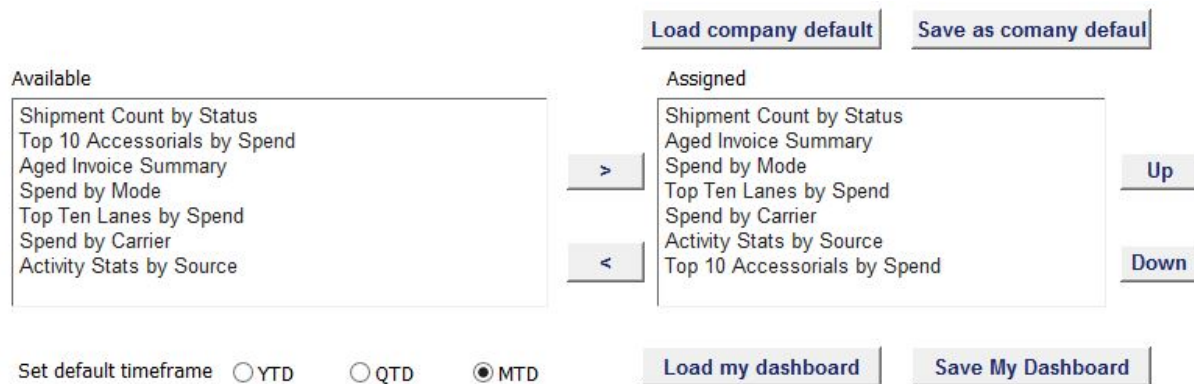 Load company default Save as comany defaul
Available Assigned
Shipment Count by Status
Top 10 Accessorials by Spend
Aged Invoice Summary
Spend by Mode
Top Ten Lanes by Spend
Spend by Carrier
Activity Stats by Source
>
<
Shipment Count by Status
Aged Invoice Summary
Spend by Mode
Top Ten Lanes by Spend
Spend by Carrier
Activity Stats by Source
Top 10 Accessorials by Spend
Up
Down
Set default timeframe YTD QTD MTD Load my dashboard Save My Dashboard